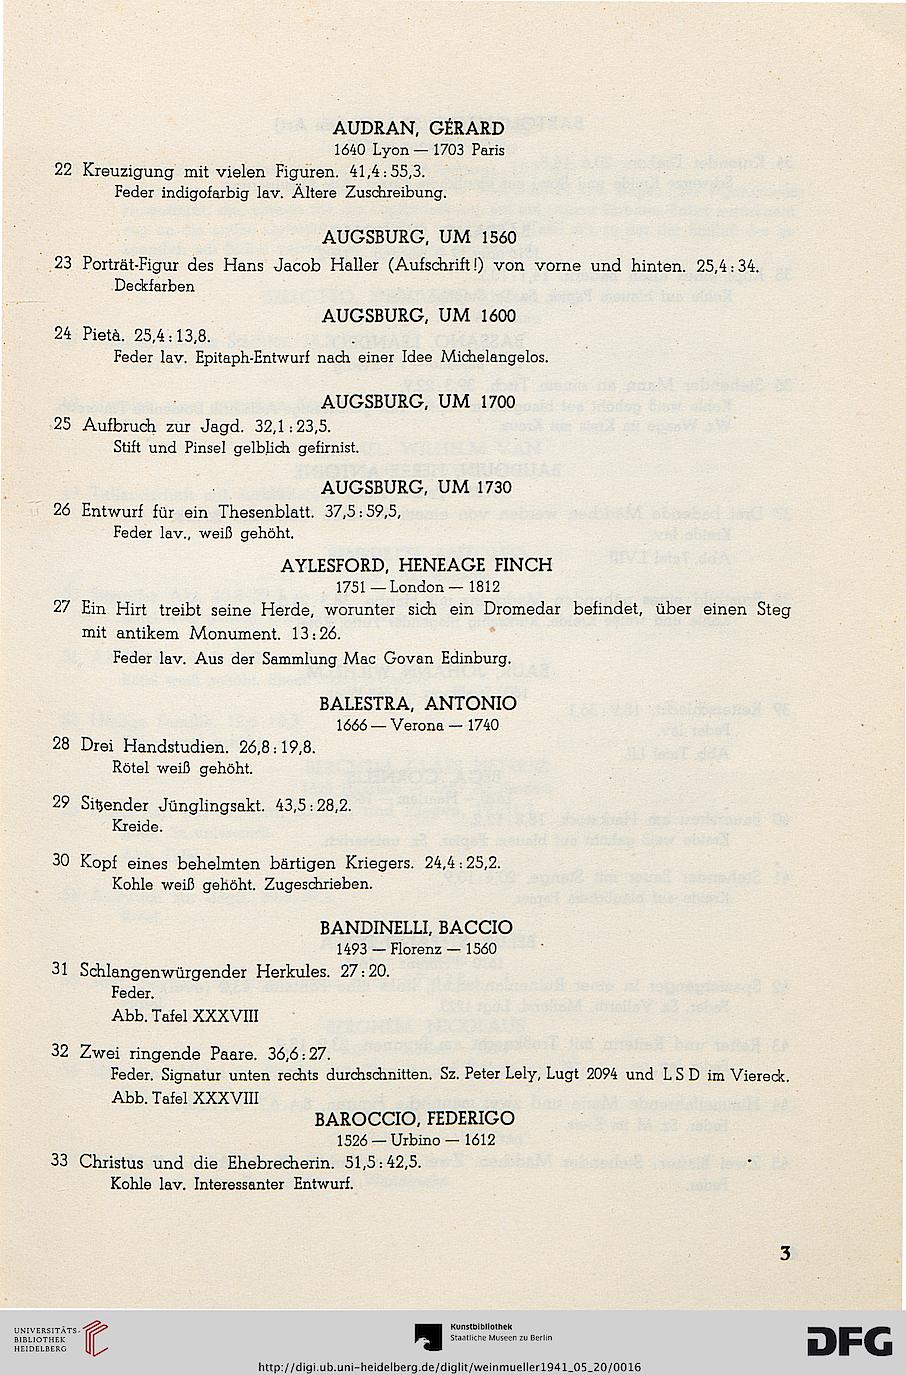 AUDRAN, GÉRARD
1640 Lyon — 1703 Paris
22 Kreuzigung mit vielen Figuren. 41,4 : 55,3.
Feder indigofarbig lav. Ältere Zuschreibung.
AUGSBURG, UM 1560
23 Porträt-Figur des Hans Jacob Haller (Aufschrift!) von vorne und hinten. 25,4 : 34.
Deckfarben
AUGSBURG, UM 1600
24 Pietà. 25,4 : 13,8.
Feder lav. Epitaph-Entwurf nach einer Idee Michelangelos.
AUGSBURG, UM 1700
25 Aufbruch zur Jagd. 32,1 : 23,5.
Stift und Pinsel gelblich gefirnist.
AUGSBURG, UM 1730
26 Entwurf für ein Thesenblatt. 37,5 : 59,5,
Feder lav., weiß gehöht.
AYLESFORD, HENEAGE FINCH
1751 — London — 1812
27 Ein Hirt treibt seine Herde, worunter sich ein Dromedar befindet, über einen Steg
mit antikem Monument. 13 : 26.
Feder lav. Aus der Sammlung Mac Govan Edinburg.
BALESTRA, ANTONIO
1666 — Verona — 1740
28 Drei Handstudien. 26,8 : 19,8.
Rötel weiß gehöht.
29 Sitzender Jünglingsakt. 43,5 : 28,2.
Kreide.
30 Kopf eines behelmten bärtigen Kriegers. 24,4 : 25,2.
Kohle weiß gehöht. Zugeschrieben.
BANDINELLI, BACCIO
1493 — Florenz — 1560
31 Schlangenwürgender Herkules. 27 : 20.
Feder.
Abb. Tafel XXXVIII
32 Zwei ringende Paare. 36,6 : 27.
Feder. Signatur unten rechts durchschnitten. Sz. Peter Lely, Lugt 2094 und L S D im Viereck.
Abb. Tafel XXXVIII
BAROCCIO, FEDERIGO
1526 — Urbino — 1612
33 Christus und die Ehebrecherin. 51,5 : 42,5.
Kohle lav. Interessanter Entwurf.
3
UNIVERSITÄTS-
BIBLIOTHEK
HEIDELBERG
Kunstbibliothek
Staatliche Museen zu Berlin
DFG
http://digi.ub.uni-heidelberg.de/diglit/weinmueller1941_05_20/0016